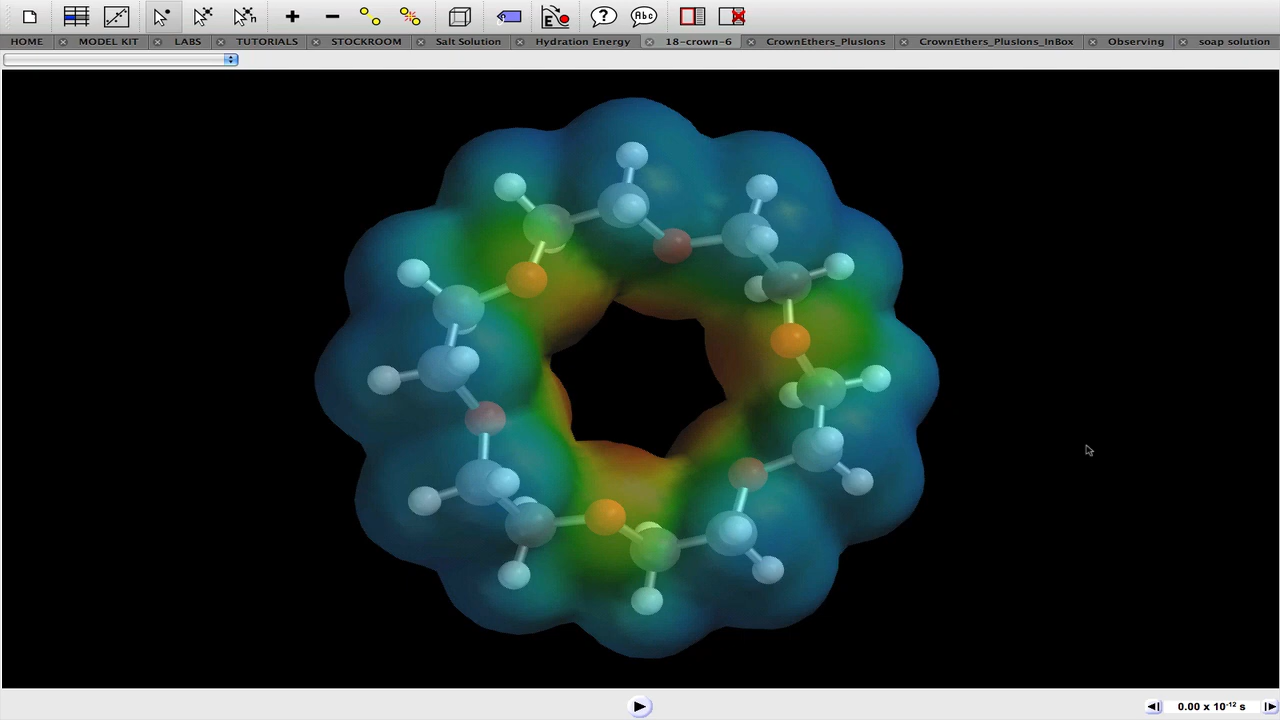 E
?
Abc
HOME MODEL KIT LABS TUTORIALS STOCKROOM Salt Solution Hydration Energy 18-crown-6 CrownEthers_PlusIons CrownEthers_PlusIons_InBox Observing soap solution
0.00 x 10-12 s